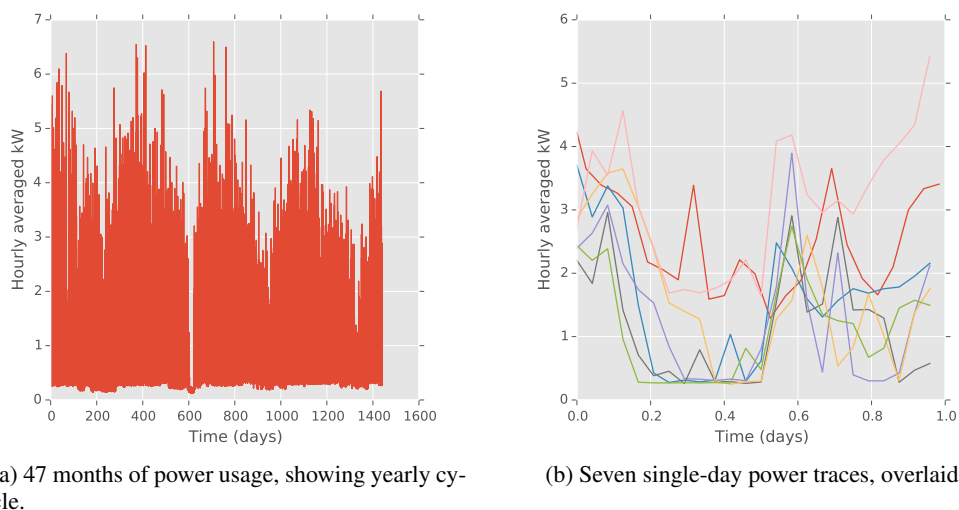 7
6
5
4
3
2
1
0
Hourly averaged kW
0 200 400 600 800 1000 1200 1400 1600
Time (days)
a) 47 months of power usage, showing yearly cy-
cle.
6
5
4
3
2
1
0
Hourly averaged kW
0.0 0.2 0.4 0.6 0.8 1.0
Time (days)
(b) Seven single-day power traces, overlaid